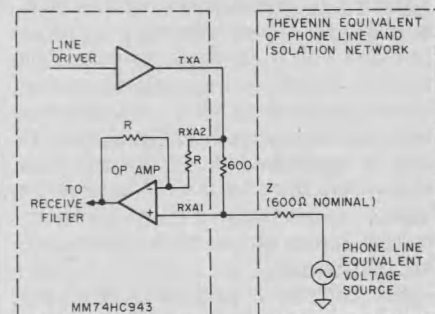 THEVENIN EQUIVALENT
OF PHONE LINE AND
ISOLATION NETWORK
LINE
DRIVER
TXA
R
RXA2
OP AMP
R
600
TO
RECEIVE
FILTER
+
RXA1
Z
(600Ω NOMINAL)
PHONE LINE
EQUIVALENT
VOLTAGE
SOURCE
MM74HC943